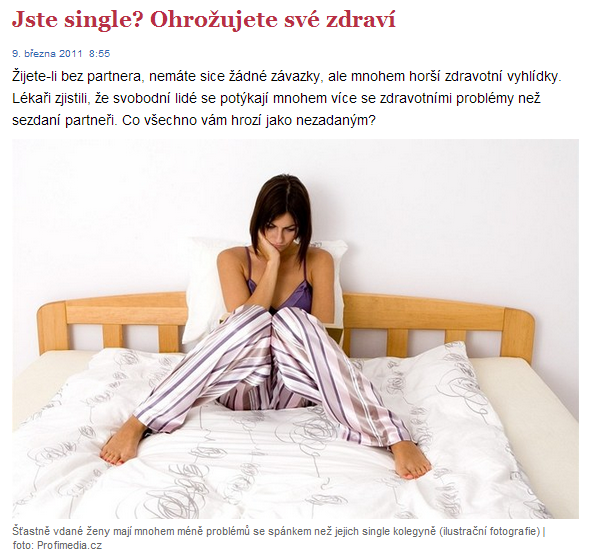 Jste single? Ohrožujete své zdraví
9. března 2011 8:55
Žijete-li bez partnera, nemáte sice žádné závazky, ale mnohem horší zdravotní vyhlídky.
Lékaři zjistili, že svobodní lidé se potýkají mnohem více se zdravotními problémy než
sezdaní partneři. Co všechno vám hrozí jako nezadaným?
Šťastně vdané ženy mají mnohem méně problémů se spánkem než jejich single kolegyně (ilustrační fotografie) |
foto: Profimedia.cz